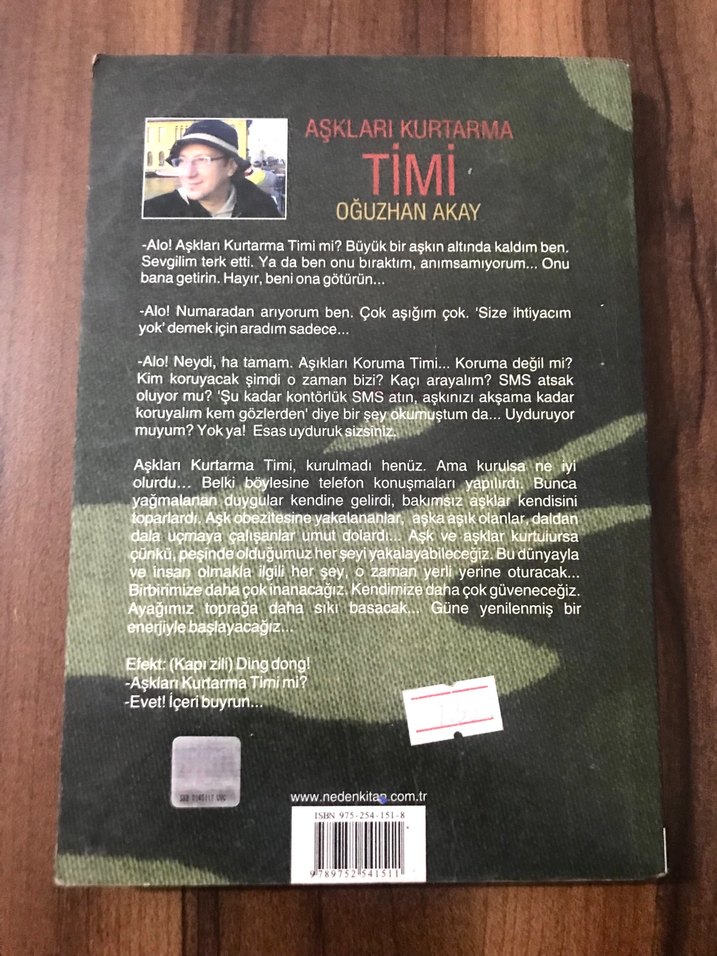 AŞKLARI KURTARMA
TİMİ
OĞUZHAN AKAY
-Alo! Aşkları Kurtarma Timi mi? Büyük bir aşkın altında kaldım ben.
Sevgilim terk etti. Ya da ben onu bıraktım, anımsamıyorum... Onu
bana getirin. Hayır, beni ona götürün...
-Alo! Numaradan arıyorum ben. Çok aşığım çok. 'Size ihtiyacım
yok' demek için aradım sadece...
-Alo! Neydi, ha tamam. Aşıkları Koruma Timi... Koruma değil mi?
Kim koruyacak şimdi o zaman bizi? Kaçı arayalım? SMS atsak
oluyor mu? 'Şu kadar kontörlük SMS atın, aşkınızı akşama kadar
koruyalım kem gözlerden' diye bir şey okumuştum da... Uyduruyor
muyum? Yok ya! Esas uyduruk sizsiniz.
Aşkları Kurtarma Timi, kurulmadı henüz. Ama kurulsa ne iyi
olurdu... Belki böylesine telefon konuşmaları yapılırdı. Bunca
yağmalanan duygular kendine gelirdi, bakımsız aşklar kendisini
toparlardı. Aşk obezitesine yakalananlar, aşka aşık olanlar, daldan
dala uçmaya çalışanlar umut dolardı... Aşk ve aşklar kurtulursa
çünkü, peşinde olduğumuz her şeyi yakalayabileceğiz. Bu dünyayla
ve insan olmakla ilgili her şey, o zaman yerli yerine oturacak...
Birbirimize daha çok inanacağız. Kendimize daha çok güveneceğiz.
Ayağımız toprağa daha sıkı basacak... Güne yenilenmiş bir
enerjiyle başlayacağız...
Efekt: (Kapı zili) Ding dong!
-Aşkları Kurtarma Timi mi?
-Evet! İçeri buyrun...
www.nedenkitap.com.tr
ISBN 975-254-151-8
9789752541511